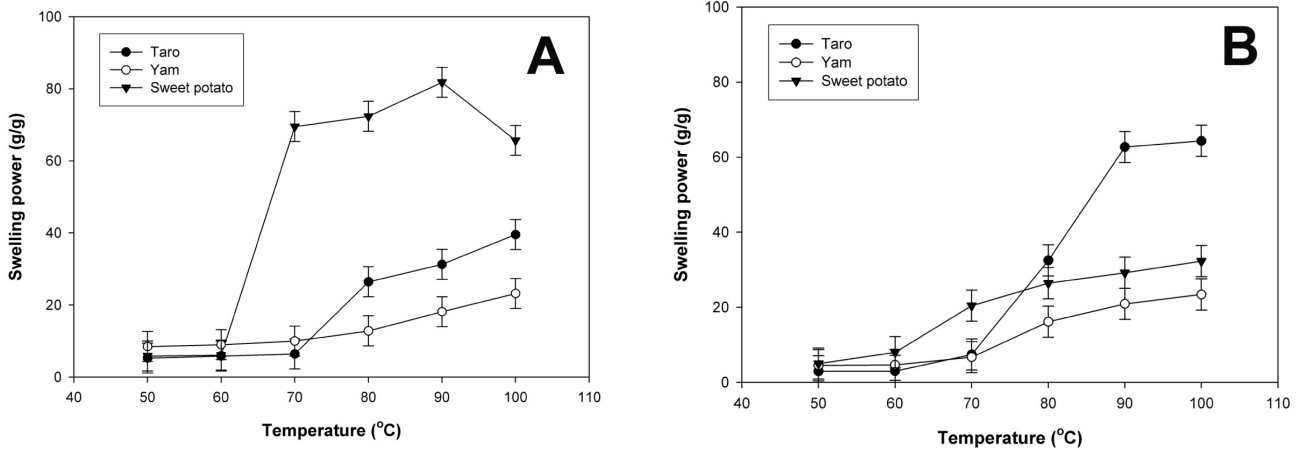 A
Taro
Yam
Sweet potato
Swelling power (g/g)
100
80
60
40
20
0
40 50 60 70 80 90 100 110
Temperature (°C)
B
Taro
Yam
Sweet potato
Swelling power (g/g)
100
80
60
40
20
0
40 50 60 70 80 90 100 110
Temperature (°C)